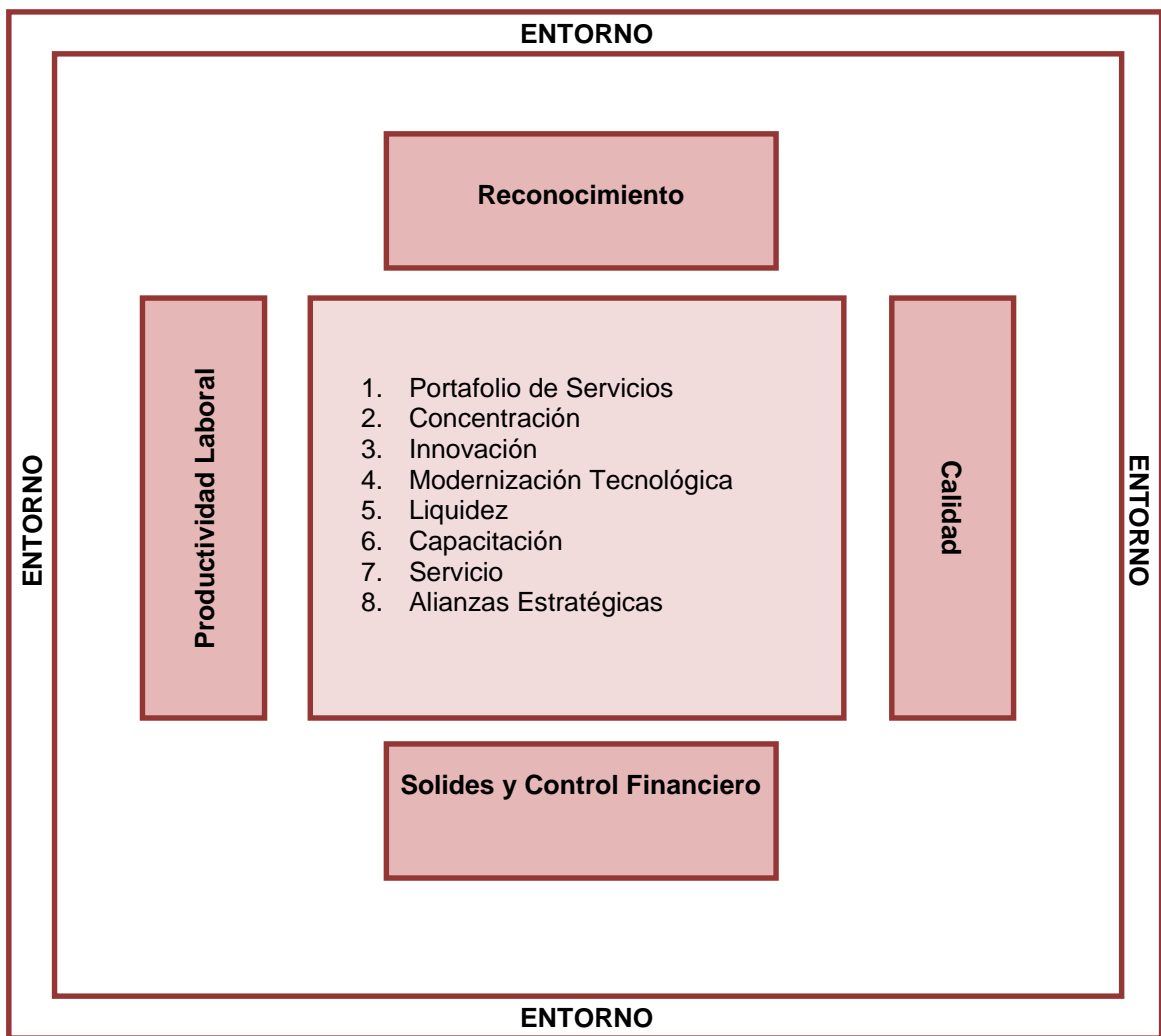 ENTORNO
Reconocimiento
ENTORNO
Productividad Laboral
1. Portafolio de Servicios
2. Concentración
3. Innovación
4. Modernización Tecnológica
5. Liquidez
6. Capacitación
7. Servicio
8. Alianzas Estratégicas
Calidad
ENTORNO
Solides y Control Financiero
ENTORNO